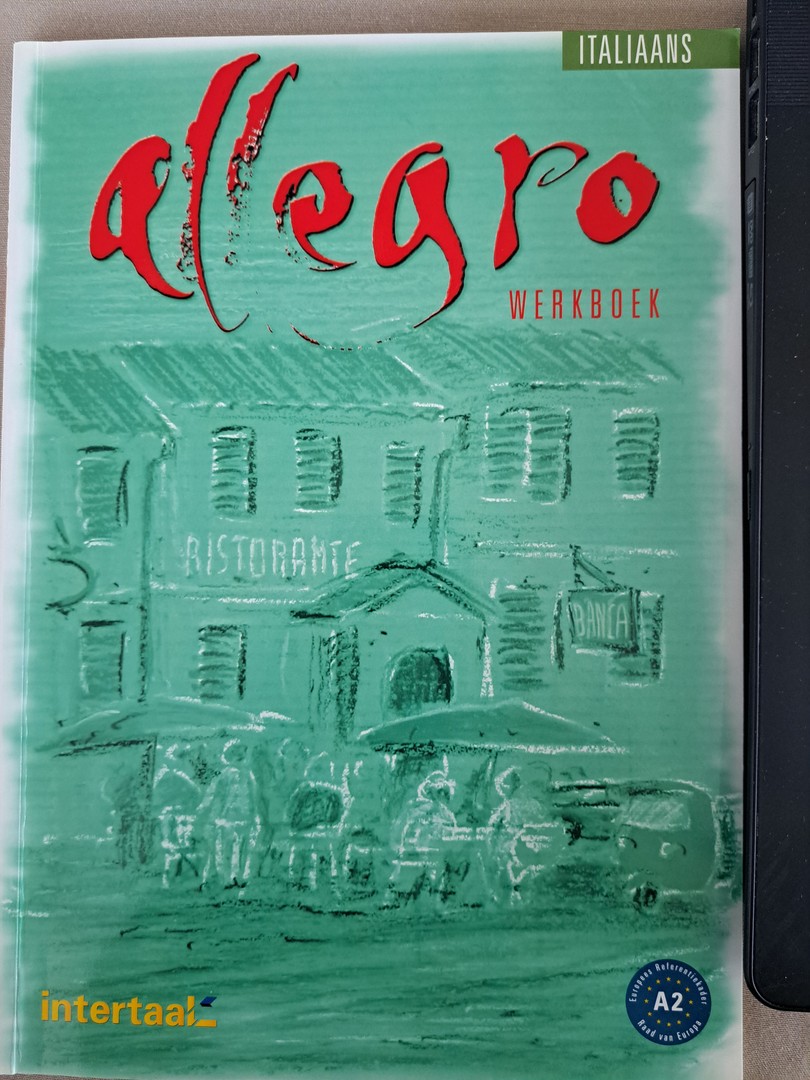 ITALIAANS
allegro
WERKBOEK
RISTORANTE
BANCA
intertaal
Europees Referentiekader
A2
Raad van Europa